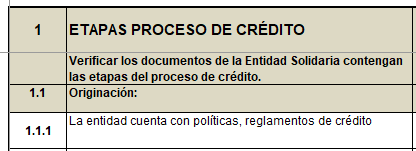 1 ETAPAS PROCESO DE CRÉDITO
Verificar los documentos de la Entidad Solidaria contengan
las etapas del proceso de crédito.
1.1 Originación:
1.1.1 La entidad cuenta con políticas, reglamentos de crédito